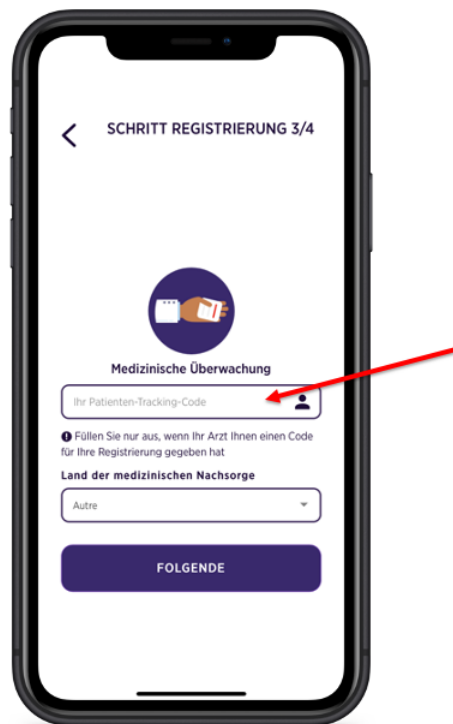 SCHRITT REGISTRIERUNG 3/4
Medizinische Überwachung
Ihr Patienten-Tracking-Code
Füllen Sie nur aus, wenn Ihr Arzt Ihnen einen Code
für Ihre Registrierung gegeben hat
Land der medizinischen Nachsorge
Autre
FOLGENDE